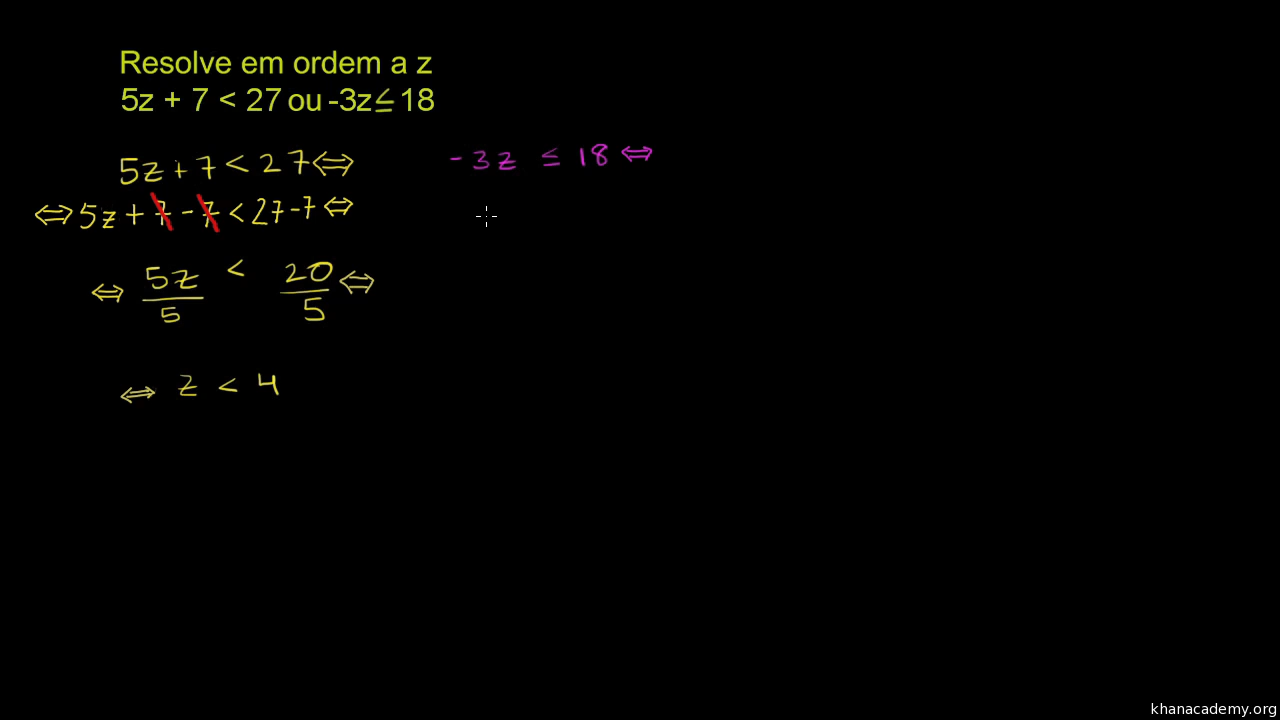 Resolve em ordem a z
5z + 7 < 27 ou -3z ≤ 18
5z + 7 < 27 ⇔
-3z ≤ 18 ⇔
⇔ 5z + 7 - 7 < 27 - 7 ⇔
⇔ 5z/5 < 20/5 ⇔
⇔ z < 4
khanacademy.org